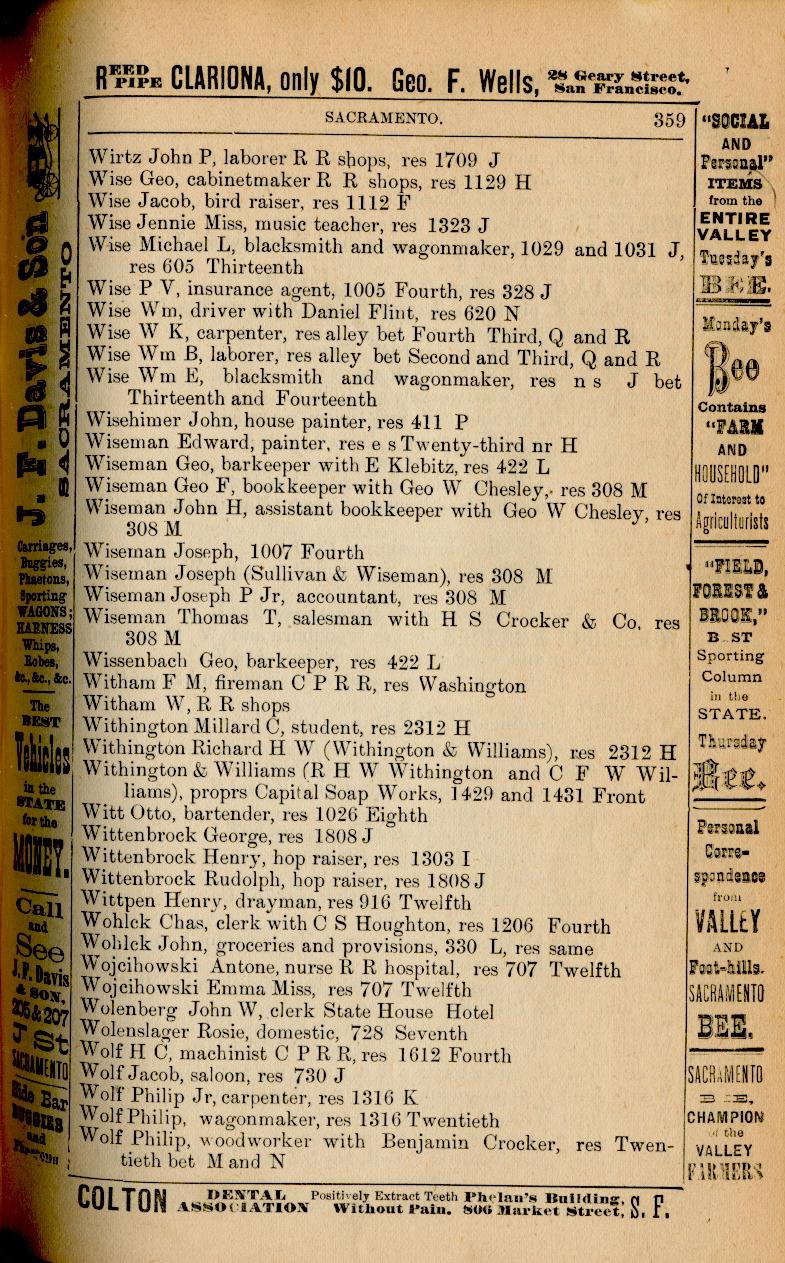 REED PIPE CLARIONA, only $10. Geo. F. Wells, 28 Geary Street, San Francisco.
SACRAMENTO. 359
Wirtz John P, laborer R R shops, res 1709 J
Wise Geo, cabinetmaker R R shops, res 1129 H
Wise Jacob, bird raiser, res 1112 F
Wise Jennie Miss, music teacher, res 1323 J
Wise Michael L, blacksmith and wagonmaker, 1029 and 1031 J,
res 605 Thirteenth
Wise P V, insurance agent, 1005 Fourth, res 328 J
Wise Wm, driver with Daniel Flint, res 620 N
Wise W K, carpenter, res alley bet Fourth Third, Q and R
Wise Wm B, laborer, res alley bet Second and Third, Q and R
Wise Wm E, blacksmith and wagonmaker, res n s J bet
Thirteenth and Fourteenth
Wisehimer John, house painter, res 411 P
Wiseman Edward, painter, res e s Twenty-third nr H
Wiseman Geo, barkeeper with E Klebitz, res 422 L
Wiseman Geo F, bookkeeper with Geo W Chesley, res 308 M
Wiseman John H, assistant bookkeeper with Geo W Chesley, res
308 M
Wiseman Joseph, 1007 Fourth
Wiseman Joseph (Sullivan & Wiseman), res 308 M
Wiseman Joseph P Jr, accountant, res 308 M
Wiseman Thomas T, salesman with H S Crocker & Co, res
308 M
Wissenbach Geo, barkeeper, res 422 L
Witham F M, fireman C P R R, res Washington
Witham W, R R shops
Withington Millard C, student, res 2312 H
Withington Richard H W (Withington & Williams), res 2312 H
Withington & Williams (R H W Withington and C F W Wil-
liams), proprs Capital Soap Works, 1429 and 1431 Front
Witt Otto, bartender, res 1026 Eighth
Wittenbrock George, res 1808 J
Wittenbrock Henry, hop raiser, res 1303 I
Wittenbrock Rudolph, hop raiser, res 1808 J
Wittpen Henry, drayman, res 916 Twelfth
Wohlck Chas, clerk with C S Houghton, res 1206 Fourth
Wohlck John, groceries and provisions, 330 L, res same
Wojcihowski Antone, nurse R R hospital, res 707 Twelfth
Wojcihowski Emma Miss, res 707 Twelfth
Wolenberg John W, clerk State House Hotel
Wolenslager Rosie, domestic, 728 Seventh
Wolf H C, machinist C P R R, res 1612 Fourth
Wolf Jacob, saloon, res 730 J
Wolf Philip Jr, carpenter, res 1316 K
Wolf Philip, wagonmaker, res 1316 Twentieth
Wolf Philip, woodworker with Benjamin Crocker, res Twen-
tieth bet M and N
J. F. Davis & Son
SACRAMENTO
Carriages,
Buggies,
Phaetons,
Sporting
WAGONS;
HARNESS
Whips,
Robes,
&c., &c., &c.
The
BEST
Vehicles
in the
STATE
for the
MONEY.
Call
and
See
J.F. Davis
& SON,
205 & 207
J St
SACRAMENTO
Side Bar
BUGGIES
and
"SOCIAL
AND
Personal"
ITEMS
from the
ENTIRE
VALLEY
Tuesday's
BEE.
Monday's
Bee
Contains
"FARM
AND
HOUSEHOLD"
Of Interest to
Agriculturists
"FIELD,
FOREST &
BROOK,"
B ST
Sporting
Column
in the
STATE.
Thursday
Bee.
Personal
Corre-
spondence
from
VALLEY
AND
Foot-hills.
SACRAMENTO
BEE.
SACRAMENTO
BEE,
CHAMPION
of the
VALLEY
FARMERS
COLTON DENTAL ASSOCIATION Positively Extract Teeth Without Pain. Phelan's Building, 806 Market Street, S. F.